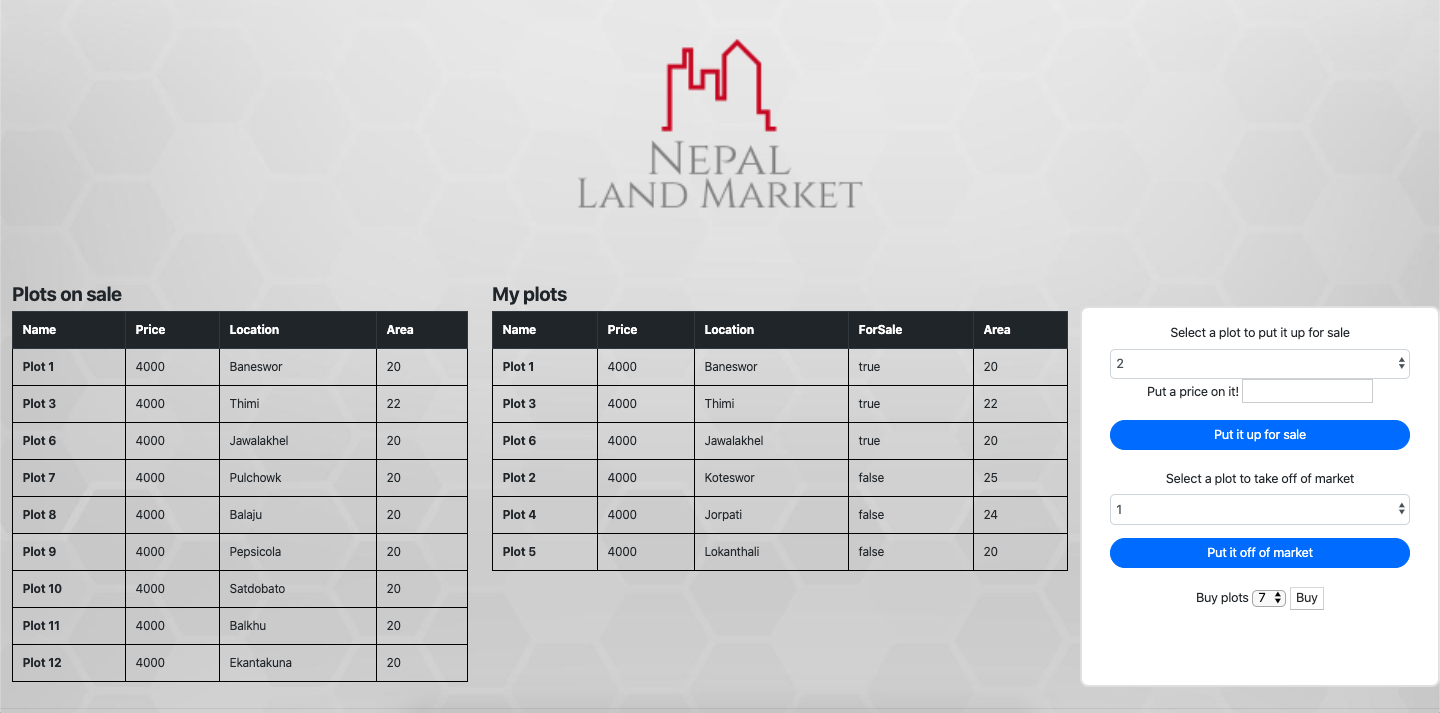 NEPAL
LAND MARKET
Plots on sale
Name Price Location Area
Plot 1 4000 Baneswor 20
Plot 3 4000 Thimi 22
Plot 6 4000 Jawalakhel 20
Plot 7 4000 Pulchowk 20
Plot 8 4000 Balaju 20
Plot 9 4000 Pepsicola 20
Plot 10 4000 Satdobato 20
Plot 11 4000 Balkhu 20
Plot 12 4000 Ekantakuna 20
My plots
Name Price Location ForSale Area
Plot 1 4000 Baneswor true 20
Plot 3 4000 Thimi true 22
Plot 6 4000 Jawalakhel true 20
Plot 2 4000 Koteswor false 25
Plot 4 4000 Jorpati false 24
Plot 5 4000 Lokanthali false 20
Select a plot to put it up for sale
2
Put a price on it!
Put it up for sale
Select a plot to take off of market
1
Put it off of market
Buy plots 7 Buy